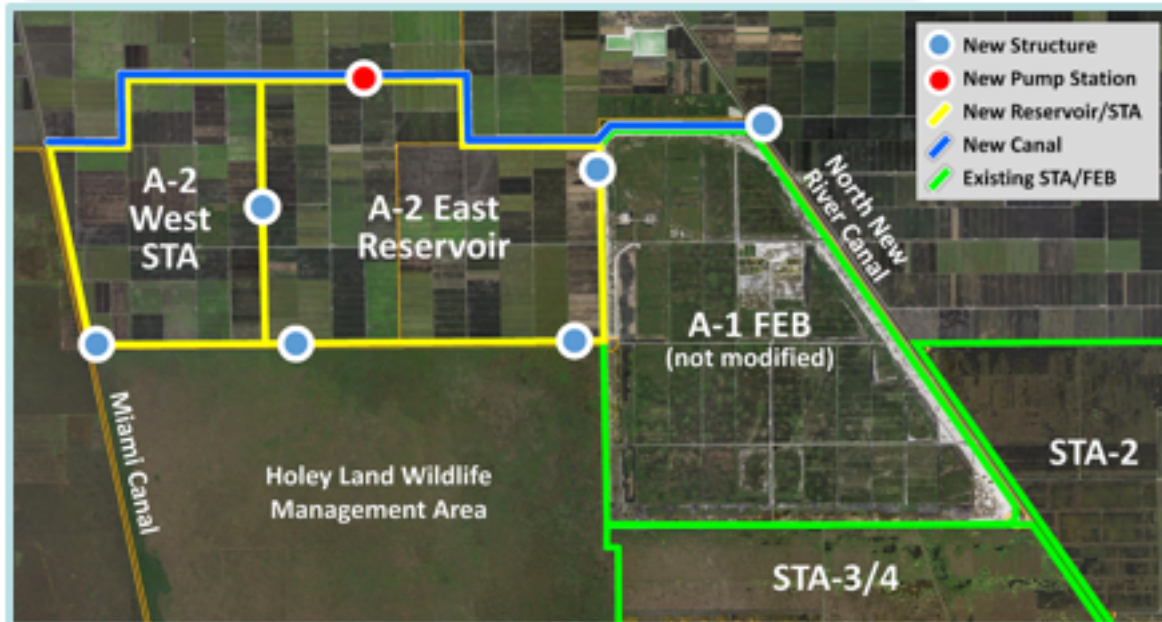 New Structure
New Pump Station
New Reservoir/STA
New Canal
Existing STA/FEB
A-2
West
STA
A-2 East
Reservoir
North New
River Canal
A-1 FEB
(not modified)
Miami Canal
Holey Land Wildlife
Management Area
STA-2
STA-3/4